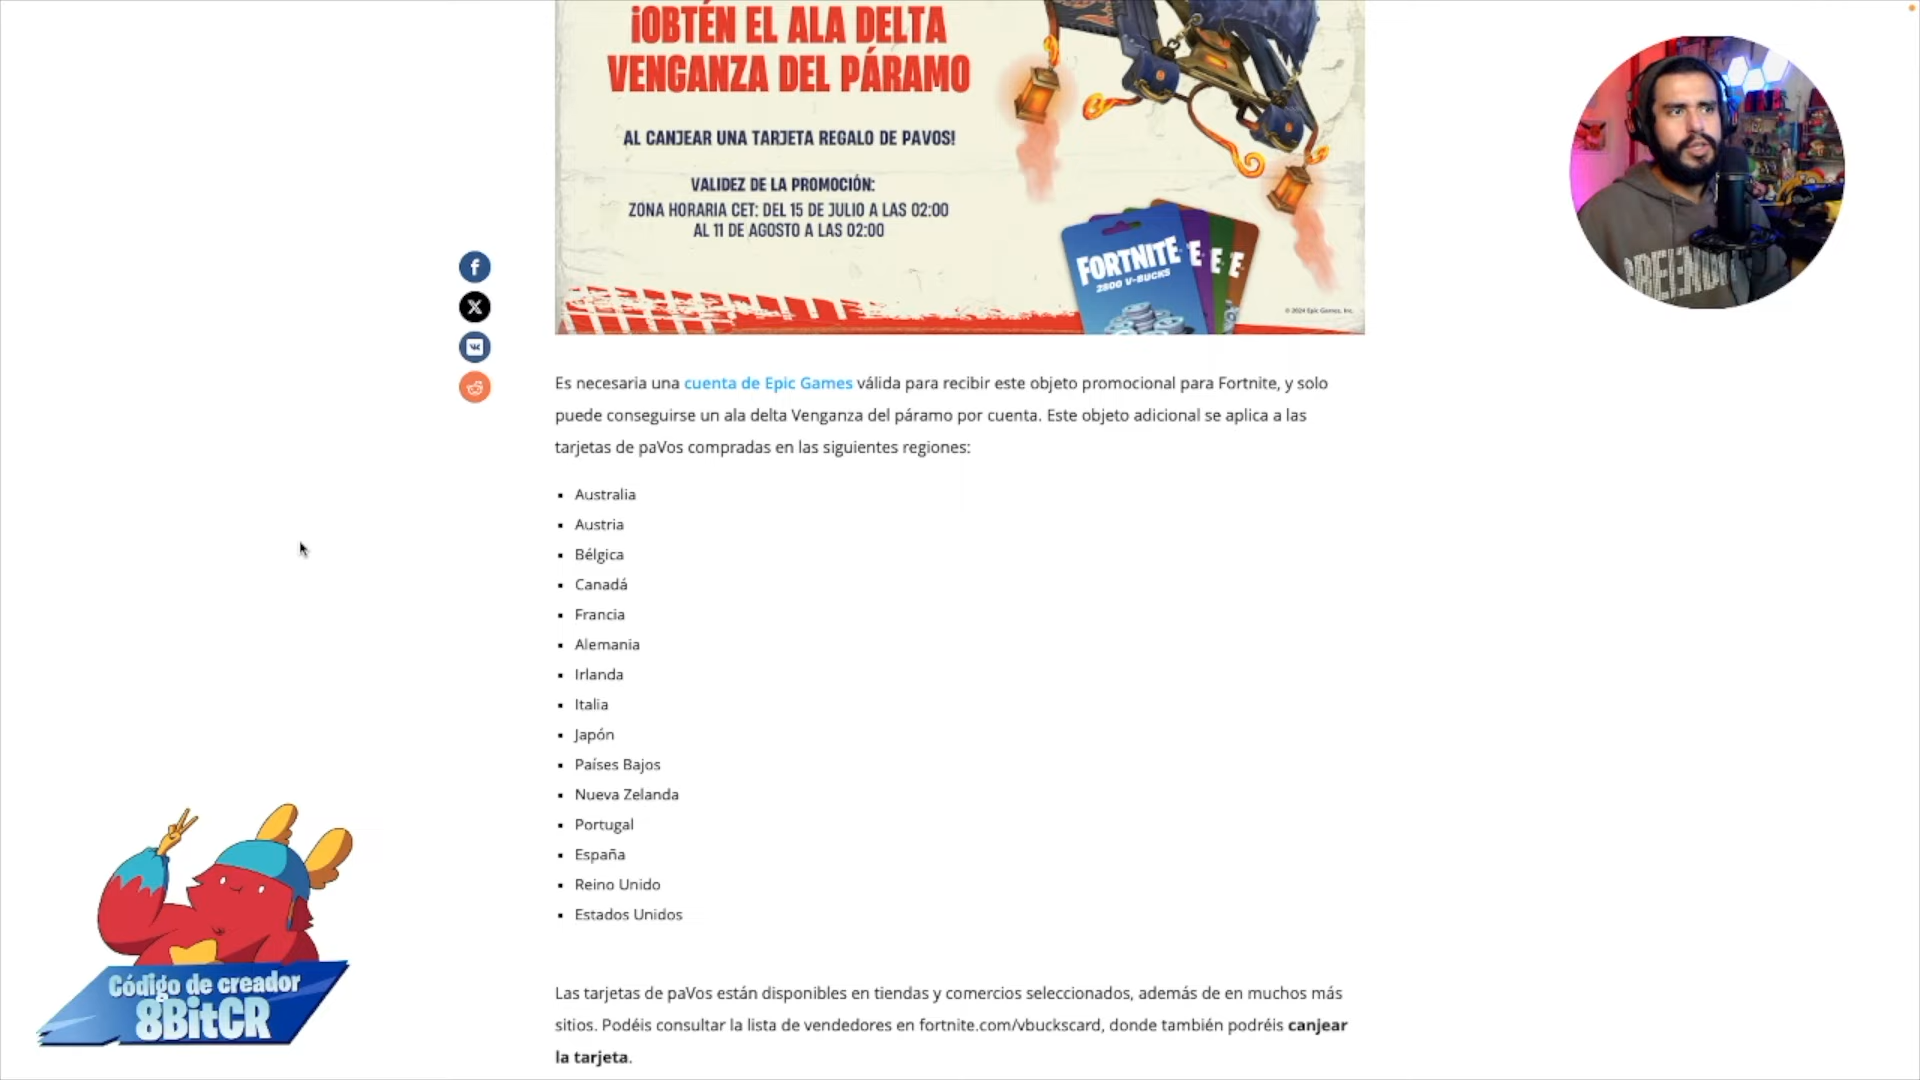 ¡OBTÉN EL ALA DELTA
VENGANZA DEL PÁRAMO
AL CANJEAR UNA TARJETA REGALO DE PAVOS!
VALIDEZ DE LA PROMOCIÓN:
ZONA HORARIA CET: DEL 15 DE JULIO A LAS 02:00
AL 11 DE AGOSTO A LAS 02:00
FORTNITE
2800 V-BUCKS
E
E
E
© 2024 Epic Games, Inc.
Es necesaria una cuenta de Epic Games válida para recibir este objeto promocional para Fortnite, y solo
puede conseguirse un ala delta Venganza del páramo por cuenta. Este objeto adicional se aplica a las
tarjetas de paVos compradas en las siguientes regiones:
▪ Australia
▪ Austria
▪ Bélgica
▪ Canadá
▪ Francia
▪ Alemania
▪ Irlanda
▪ Italia
▪ Japón
▪ Países Bajos
▪ Nueva Zelanda
▪ Portugal
▪ España
▪ Reino Unido
▪ Estados Unidos
Las tarjetas de paVos están disponibles en tiendas y comercios seleccionados, además de en muchos más
sitios. Podéis consultar la lista de vendedores en fortnite.com/vbuckscard, donde también podréis canjear
la tarjeta.
Código de creador
8BitCR